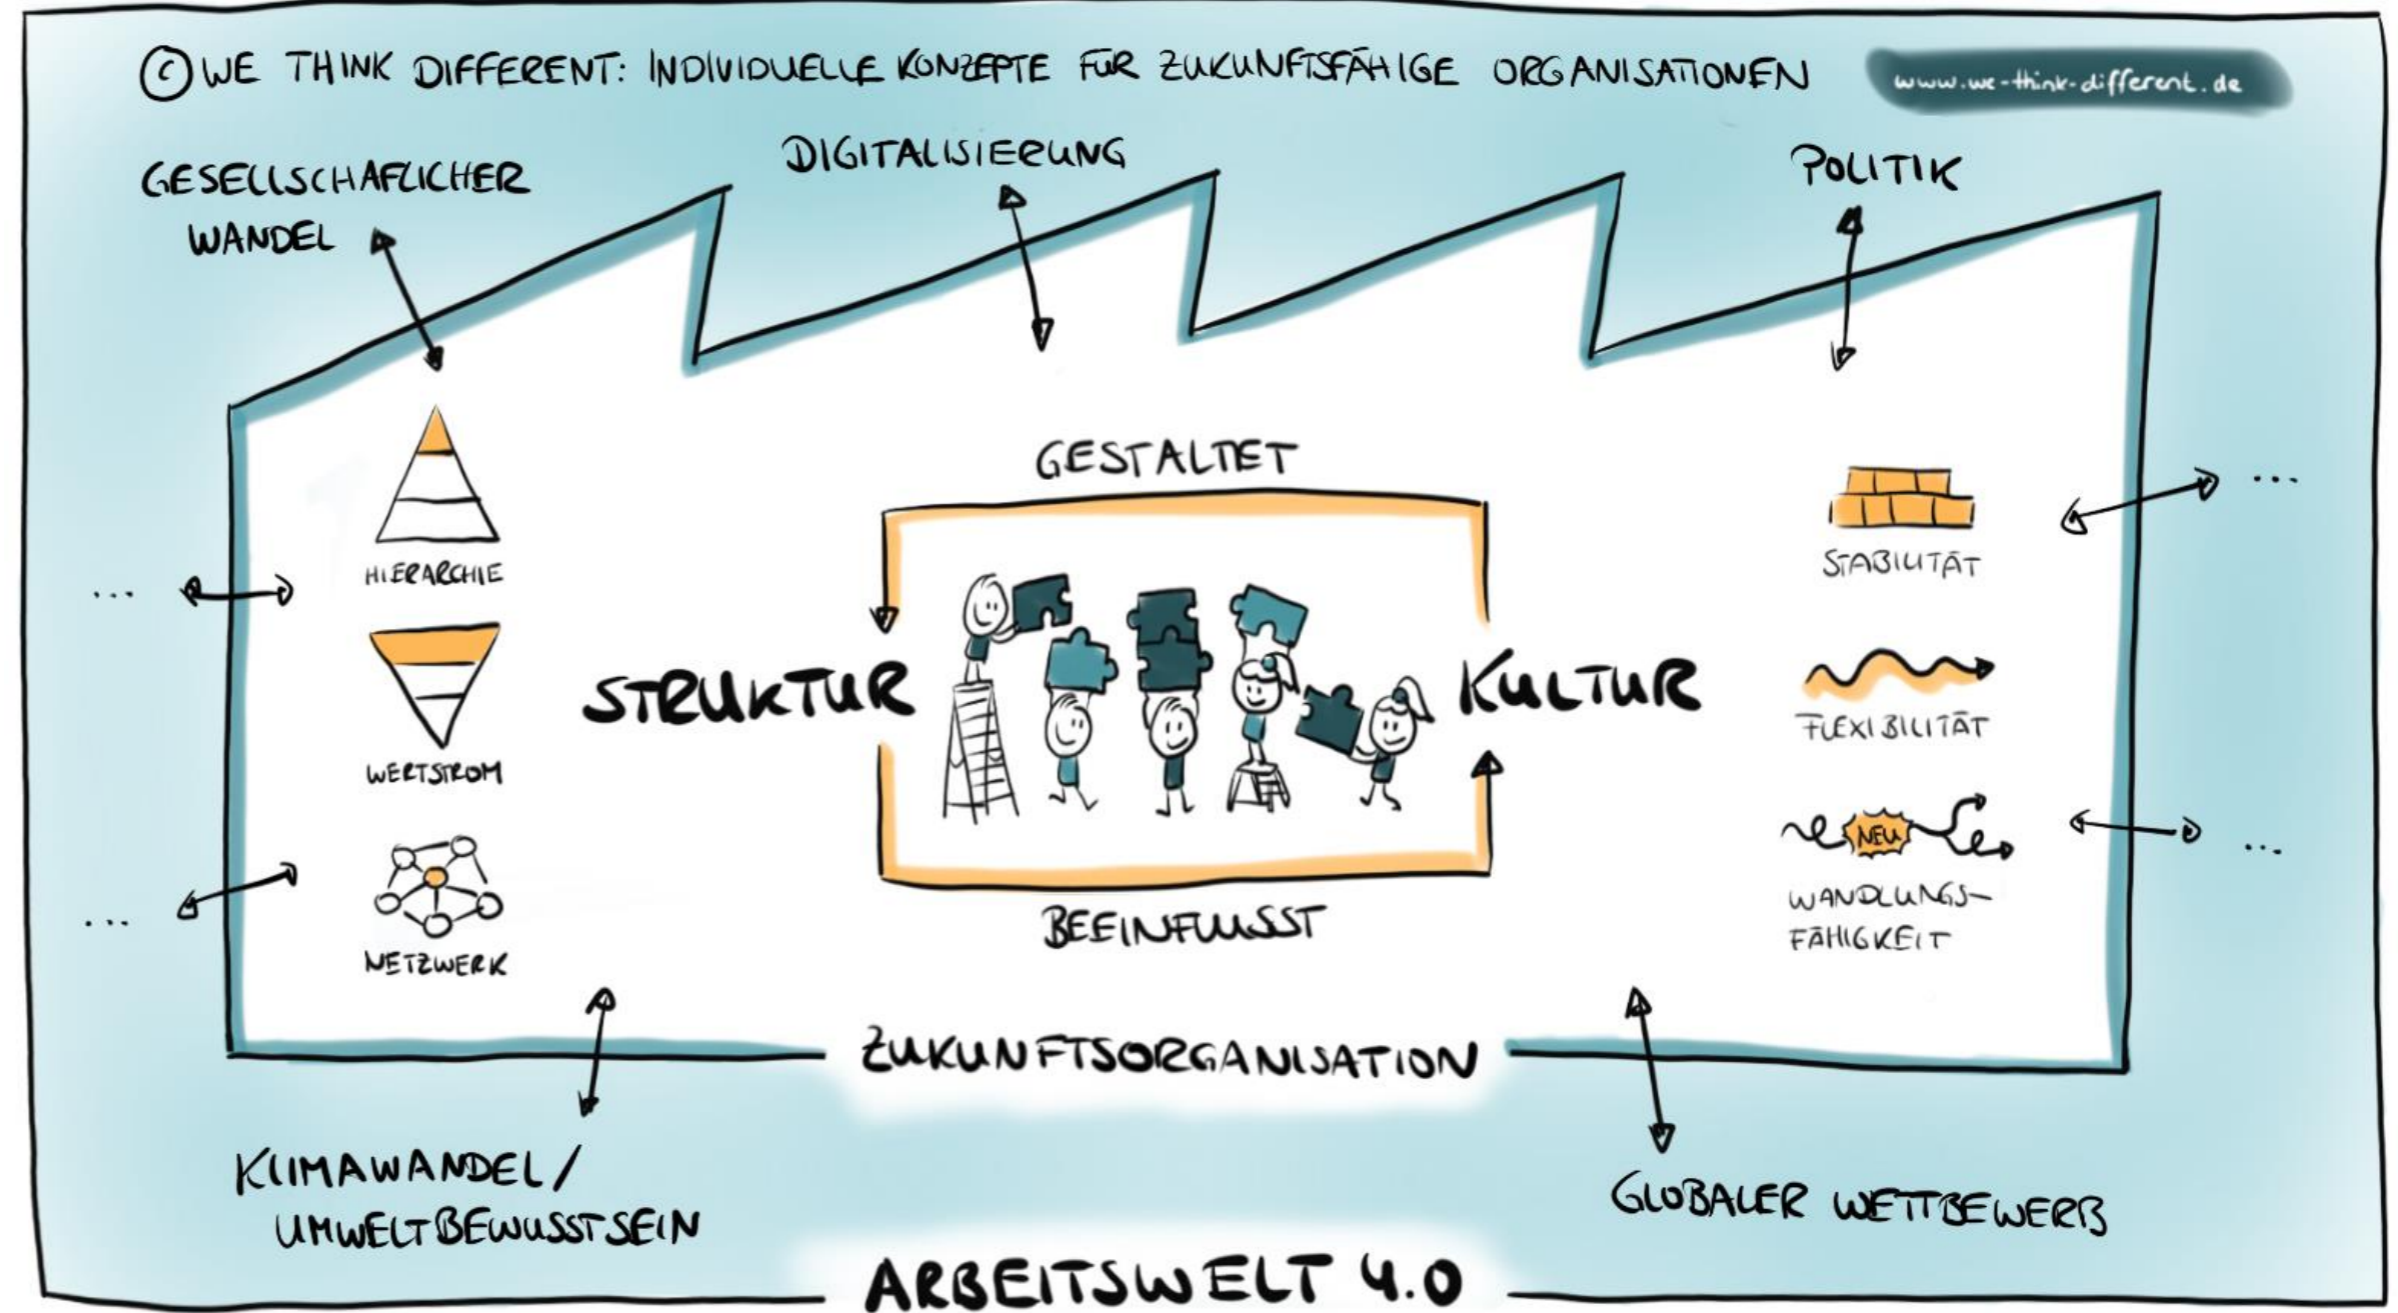 © WE THINK DIFFERENT: INDIVIDUELLE KONZEPTE FÜR ZUKUNFTSFÄHIGE ORGANISATIONEN
www.we-think-different.de
GESELLSCHAFLICHER
WANDEL
DIGITALISIERUNG
POLITIK
GESTALTET
HIERARCHIE
STABILITÄT
...
...
STRUKTUR
KULTUR
WERTSTROM
FLEXIBILITÄT
NEU
...
...
WANDLUNGS-
FÄHIGKEIT
BEEINFLUSST
NETZWERK
ZUKUNFTSORGANISATION
KLIMAWANDEL/
UMWELTBEWUSSTSEIN
GLOBALER WETTBEWERB
ARBEITSWELT 4.0